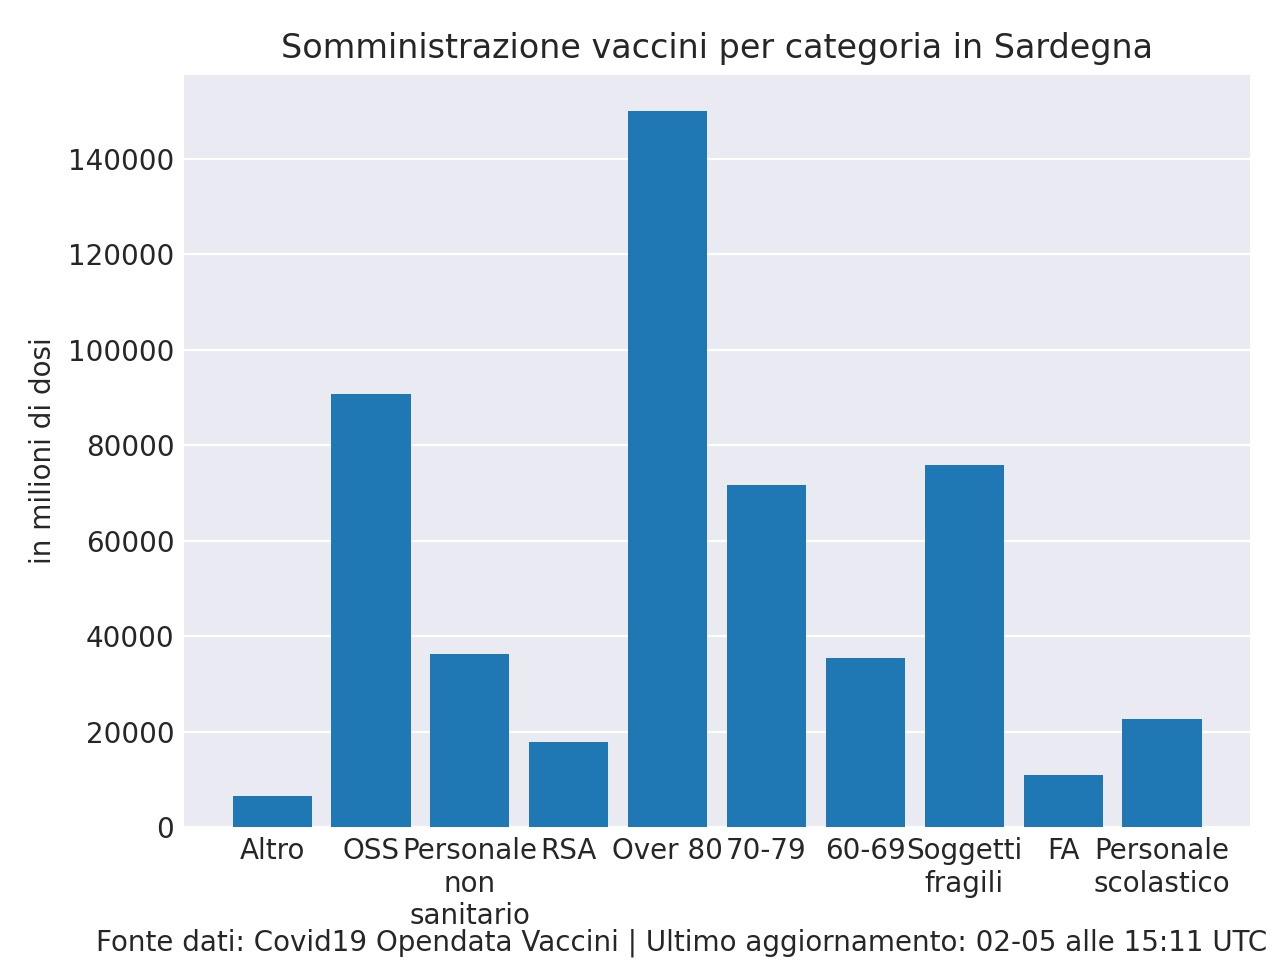 Somministrazione vaccini per categoria in Sardegna
in milioni di dosi
140000
120000
100000
80000
60000
40000
20000
0
Altro
OSS
Personale
non
sanitario
RSA
Over 80
70-79
60-69
Soggetti
fragili
FA
Personale
scolastico
Fonte dati: Covid19 Opendata Vaccini | Ultimo aggiornamento: 02-05 alle 15:11 UTC